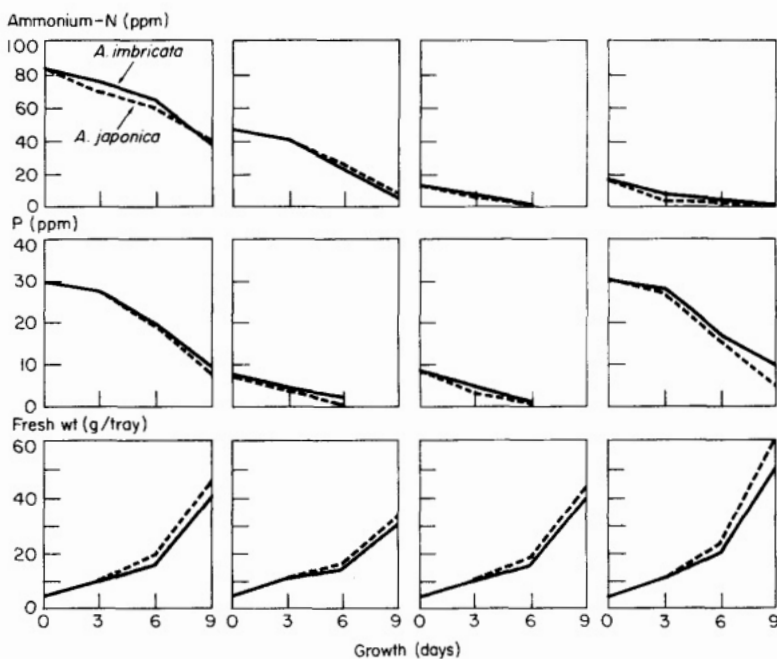 Ammonium-N (ppm)
100
80
60
40
20
0
A. imbricata
A. japonica
P (ppm)
40
30
20
10
0
Fresh wt (g/tray)
60
40
20
0
0 3 6 9 0 3 6 9 0 3 6 9 0 3 6 9
Growth (days)